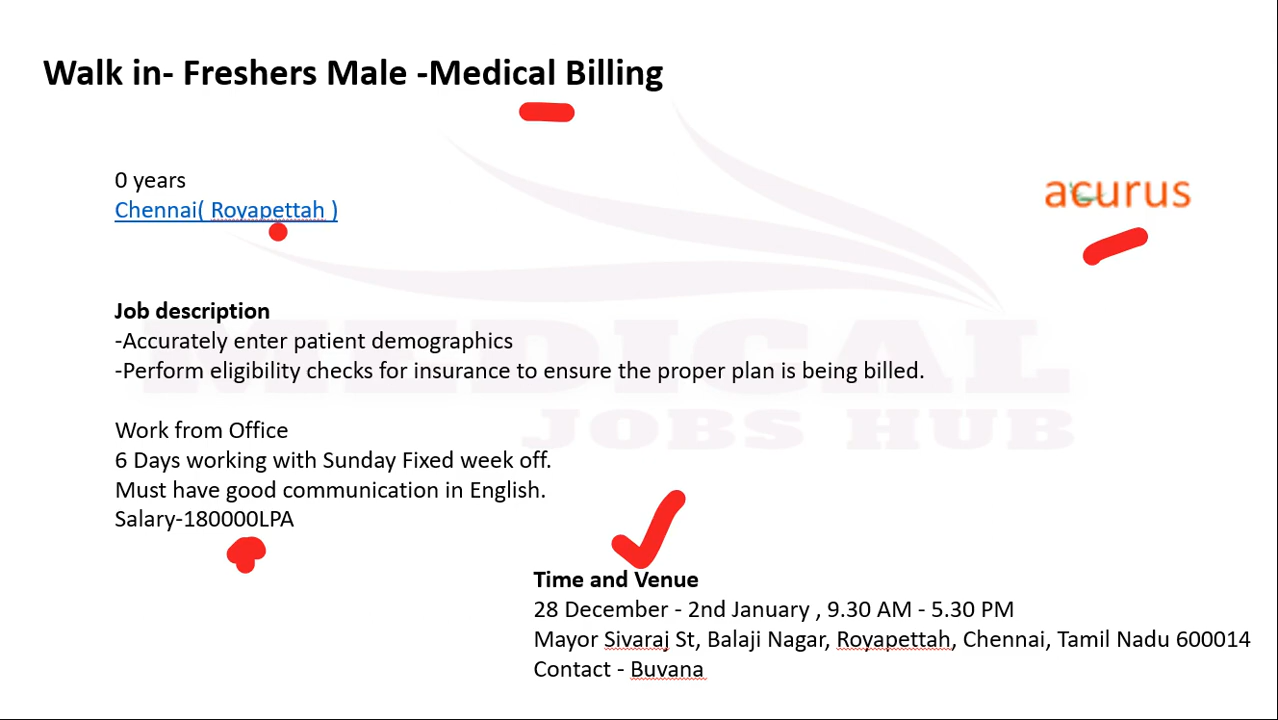 Walk in- Freshers Male -Medical Billing
0 years
Chennai( Royapettah )
acurus
Job description
-Accurately enter patient demographics
-Perform eligibility checks for insurance to ensure the proper plan is being billed.
MEDICAL
JOBS HUB
Work from Office
6 Days working with Sunday Fixed week off.
Must have good communication in English.
Salary-180000LPA
Time and Venue
28 December - 2nd January , 9.30 AM - 5.30 PM
Mayor Sivaraj St, Balaji Nagar, Royapettah, Chennai, Tamil Nadu 600014
Contact - Buvana